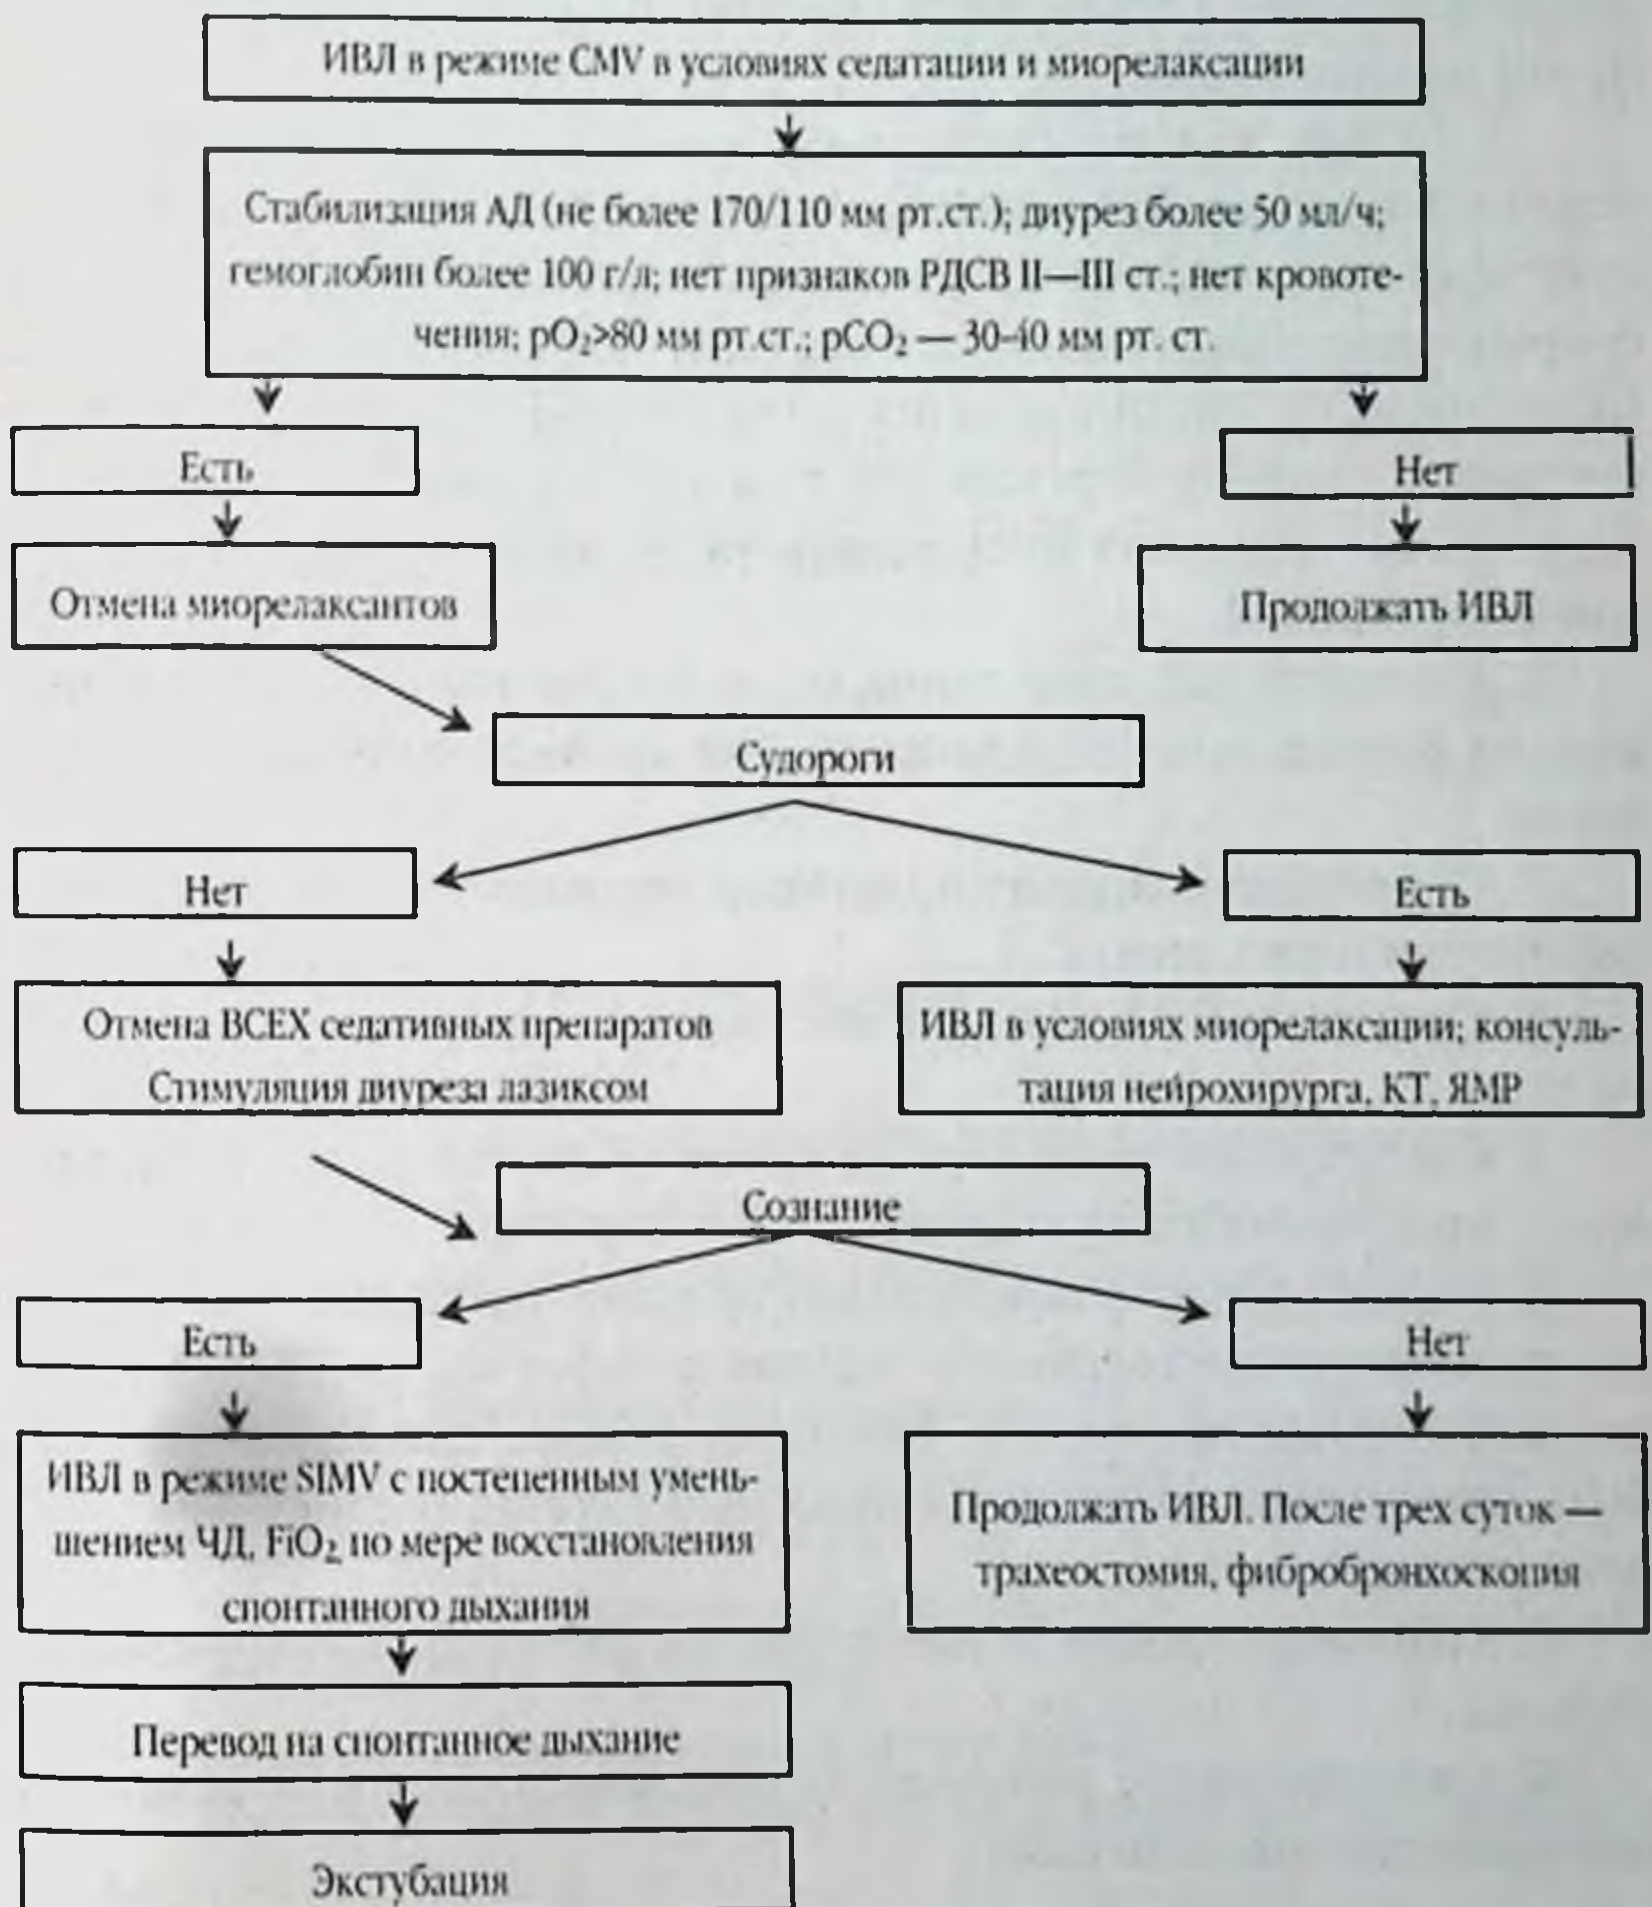 ИВЛ в режиме CMV в условиях седатации и миорелаксации
Стабилизация АД (не более 170/110 мм рт.ст.); диурез более 50 мл/ч;
гемоглобин более 100 г/л; нет признаков РДСВ II—III ст.; нет кровоте-
чения; pO₂>80 мм рт.ст.; pCO₂ — 30-40 мм рт. ст.
Есть
Нет
Отмена миорелаксантов
Продолжать ИВЛ
Судороги
Нет
Есть
Отмена ВСЕХ седативных препаратов
Стимуляция диуреза лазиксом
ИВЛ в условиях миорелаксации; консуль-
тация нейрохирурга, КТ, ЯМР
Сознание
Есть
Нет
ИВЛ в режиме SIMV с постепенным умень-
шением ЧД, FiO₂ по мере восстановления
спонтанного дыхания
Продолжать ИВЛ. После трех суток —
трахеостомия, фибробронхоскопия
Перевод на спонтанное дыхание
Экстубация